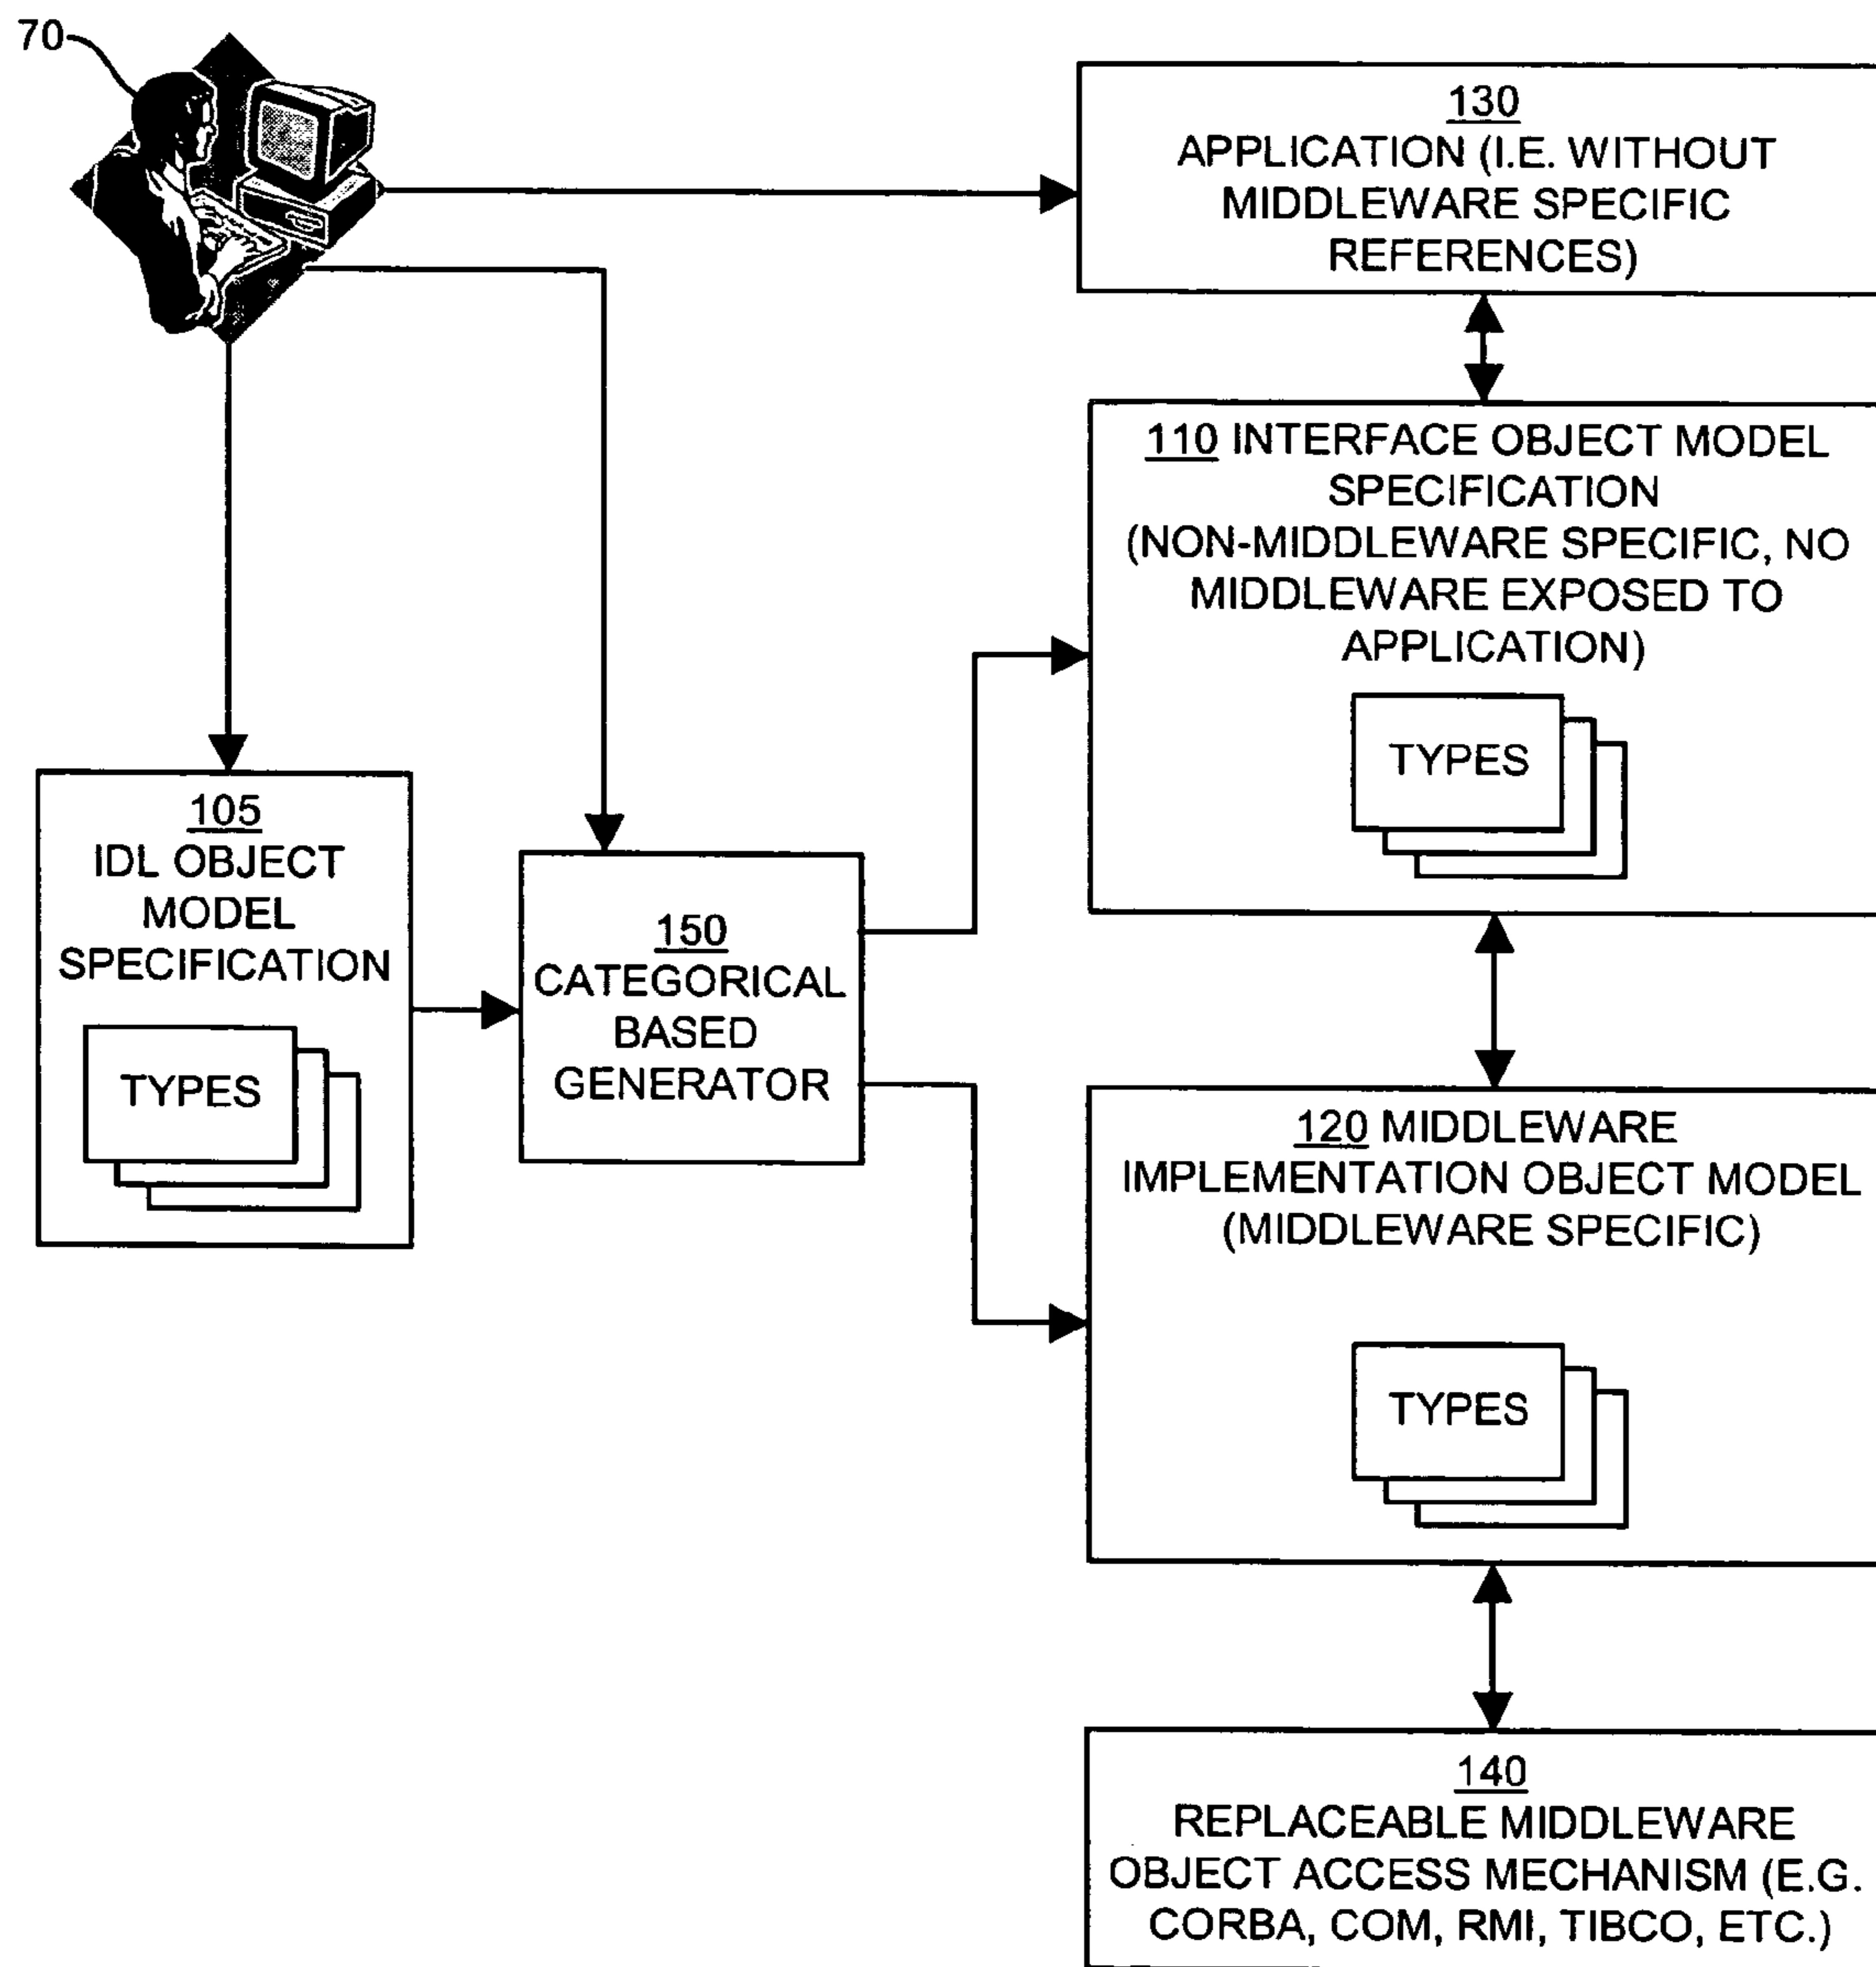 70
130
APPLICATION (I.E. WITHOUT
MIDDLEWARE SPECIFIC
REFERENCES)
110 INTERFACE OBJECT MODEL
SPECIFICATION
(NON-MIDDLEWARE SPECIFIC, NO
MIDDLEWARE EXPOSED TO
APPLICATION)
TYPES
105
IDL OBJECT
MODEL
SPECIFICATION
TYPES
150
CATEGORICAL
BASED
GENERATOR
120 MIDDLEWARE
IMPLEMENTATION OBJECT MODEL
(MIDDLEWARE SPECIFIC)
TYPES
140
REPLACEABLE MIDDLEWARE
OBJECT ACCESS MECHANISM (E.G.
CORBA, COM, RMI, TIBCO, ETC.)